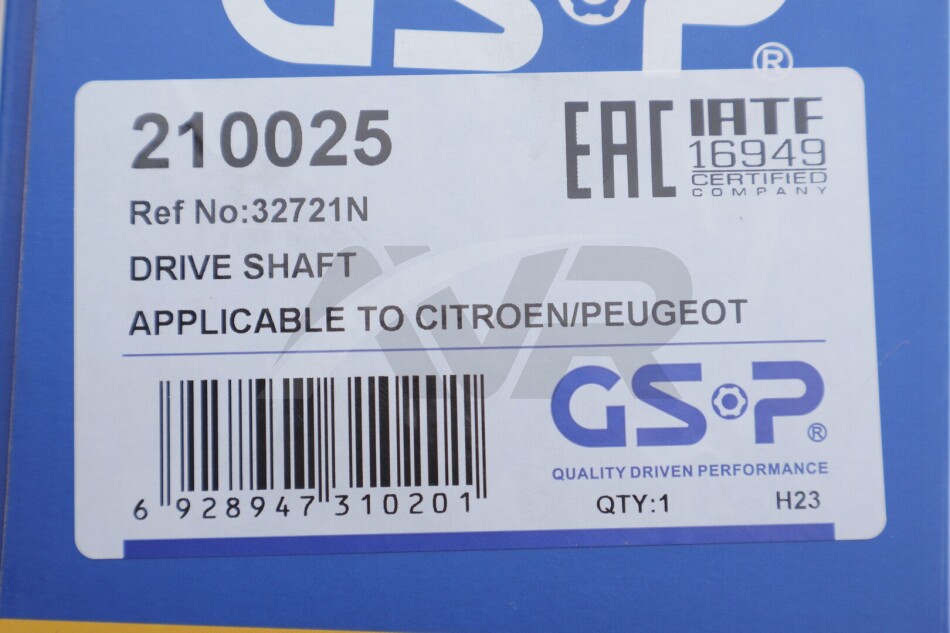 GSP®
210025
EAC
IATF
16949
CERTIFIED
COMPANY
Ref No:32721N
DRIVE SHAFT
AVR
APPLICABLE TO CITROEN/PEUGEOT
GSP®
QUALITY DRIVEN PERFORMANCE
6 928947 310201
QTY:1 H23